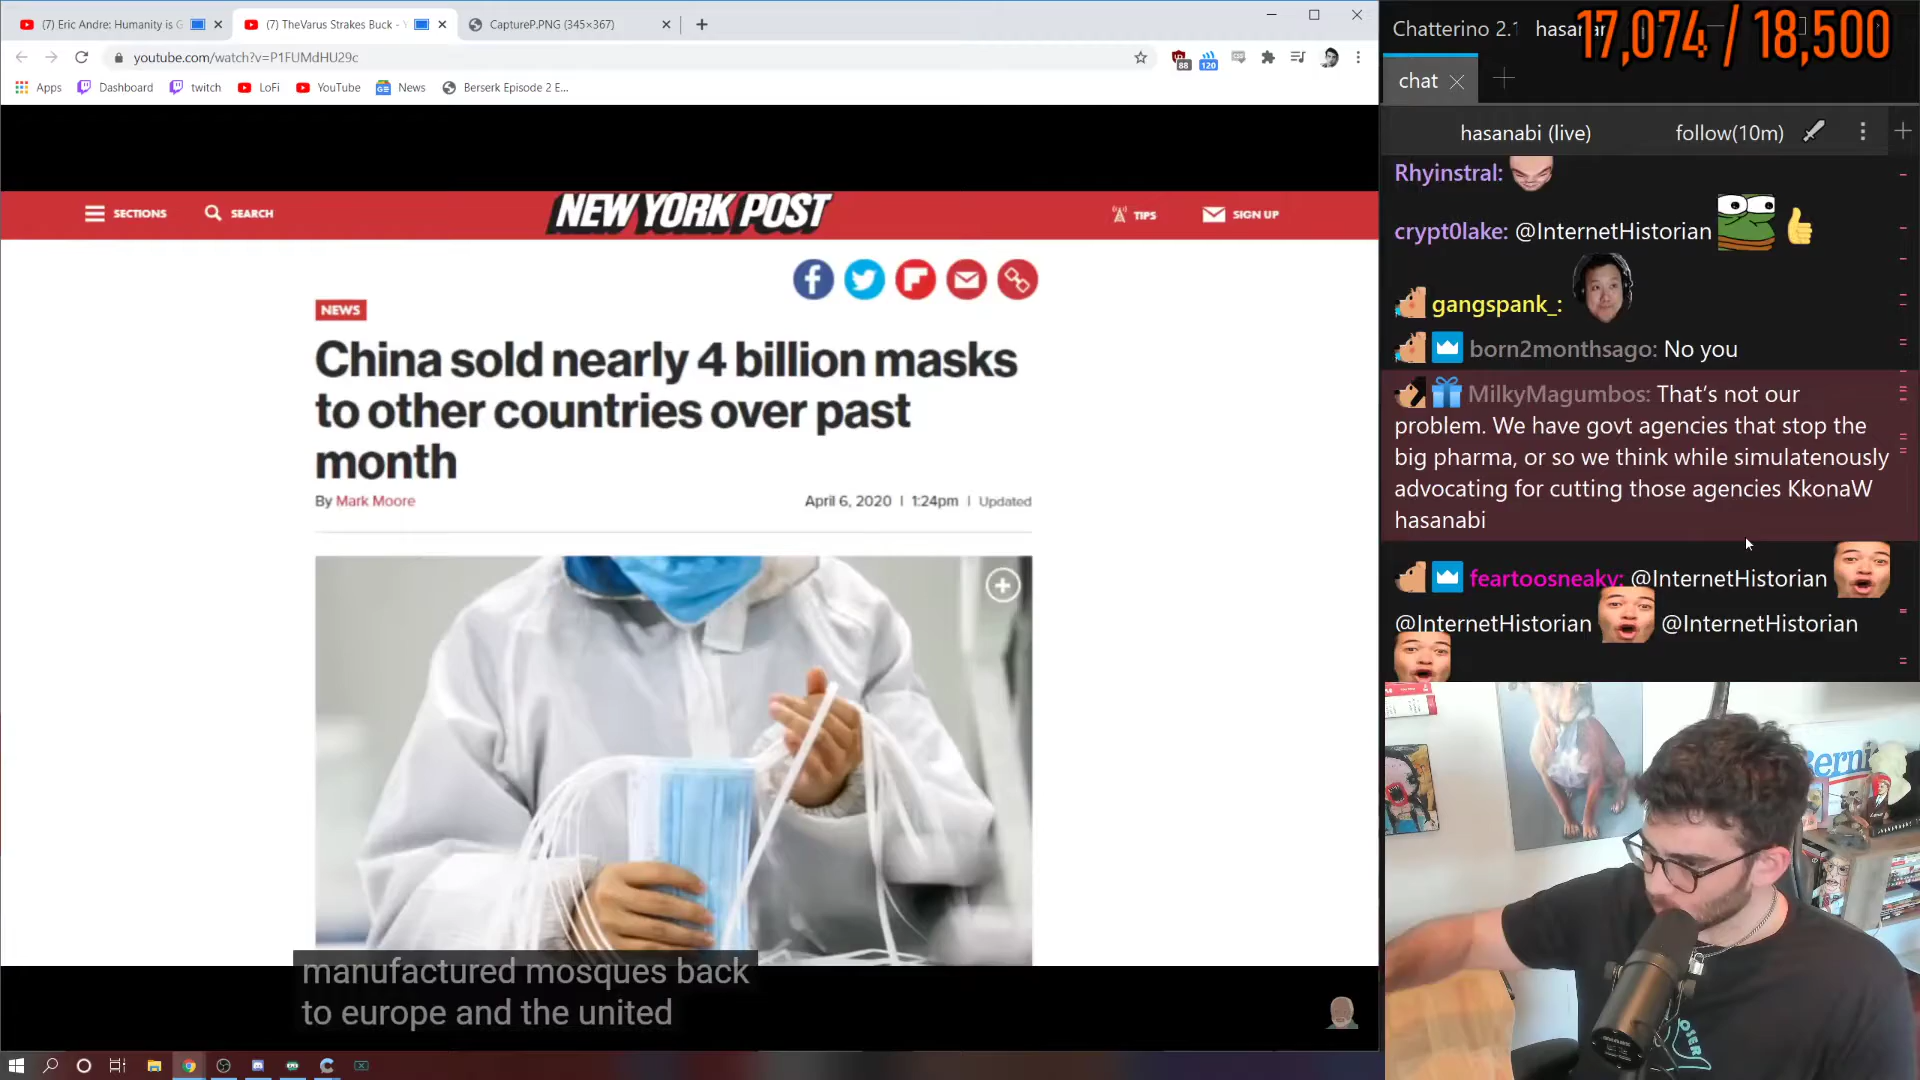 (7) Eric Andre: Humanity is G
(7) TheVarus Strakes Buck -
CaptureP.PNG (345×367)
youtube.com/watch?v=P1FUMdHU29c
88
120
Apps
Dashboard
twitch
LoFi
YouTube
News
Berserk Episode 2 E...
SECTIONS
SEARCH
NEW YORK POST
TIPS
SIGN UP
NEWS
China sold nearly 4 billion masks
to other countries over past
month
By Mark Moore
April 6, 2020 | 1:24pm | Updated
manufactured mosques back
to europe and the united
Chatterino 2.1
hasanab
17,074 / 18,500
chat
hasanabi (live)
follow(10m)
Rhyinstral:
crypt0lake: @InternetHistorian
gangspank_:
born2monthsago: No you
MilkyMagumbos: That's not our
problem. We have govt agencies that stop the
big pharma, or so we think while simulatenously
advocating for cutting those agencies KkonaW
hasanabi
feartoosneaky: @InternetHistorian
@InternetHistorian @InternetHistorian
Berni
OSER